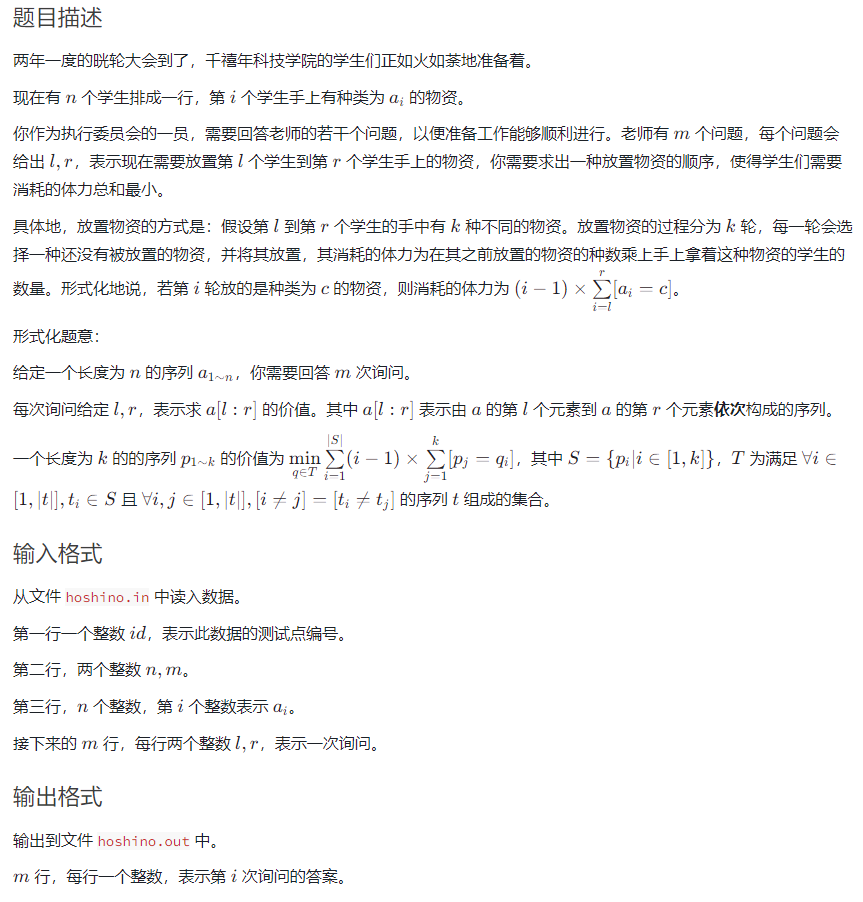 题目描述
两年一度的晄轮大会到了，千禧年科技学院的学生们正如火如荼地准备着。
现在有 n 个学生排成一行，第 i 个学生手上有种类为 a_i 的物资。
你作为执行委员会的一员，需要回答老师的若干个问题，以便准备工作能够顺利进行。老师有 m 个问题，每个问题会
给出 l, r，表示现在需要放置第 l 个学生到第 r 个学生手上的物资，你需要求出一种放置物资的顺序，使得学生们需要
消耗的体力总和最小。
具体地，放置物资的方式是：假设第 l 到第 r 个学生的手中有 k 种不同的物资。放置物资的过程分为 k 轮，每一轮会选
择一种还没有被放置的物资，并将其放置，其消耗的体力为在其之前放置的物资的种数乘上手上拿着这种物资的学生的
数量。形式化地说，若第 i 轮放的是种类为 c 的物资，则消耗的体力为 (i − 1) × \sum_{i=l}^{r} [a_i = c]。
形式化题意：
给定一个长度为 n 的序列 a_{1∼n}，你需要回答 m 次询问。
每次询问给定 l, r，表示求 a[l : r] 的价值。其中 a[l : r] 表示由 a 的第 l 个元素到 a 的第 r 个元素依次构成的序列。
一个长度为 k 的的序列 p_{1∼k} 的价值为 \min_{q∈T} \sum_{i=1}^{|S|} (i − 1) × \sum_{j=1}^{k} [p_j = q_i]，其中 S = {p_i|i ∈ [1, k]}，T 为满足 ∀i ∈
[1, |t|], t_i ∈ S 且 ∀i, j ∈ [1, |t|], [i ≠ j] = [t_i ≠ t_j] 的序列 t 组成的集合。
输入格式
从文件 hoshino.in 中读入数据。
第一行一个整数 id，表示此数据的测试点编号。
第二行，两个整数 n, m。
第三行，n 个整数，第 i 个整数表示 a_i。
接下来的 m 行，每行两个整数 l, r，表示一次询问。
输出格式
输出到文件 hoshino.out 中。
m 行，每行一个整数，表示第 i 次询问的答案。